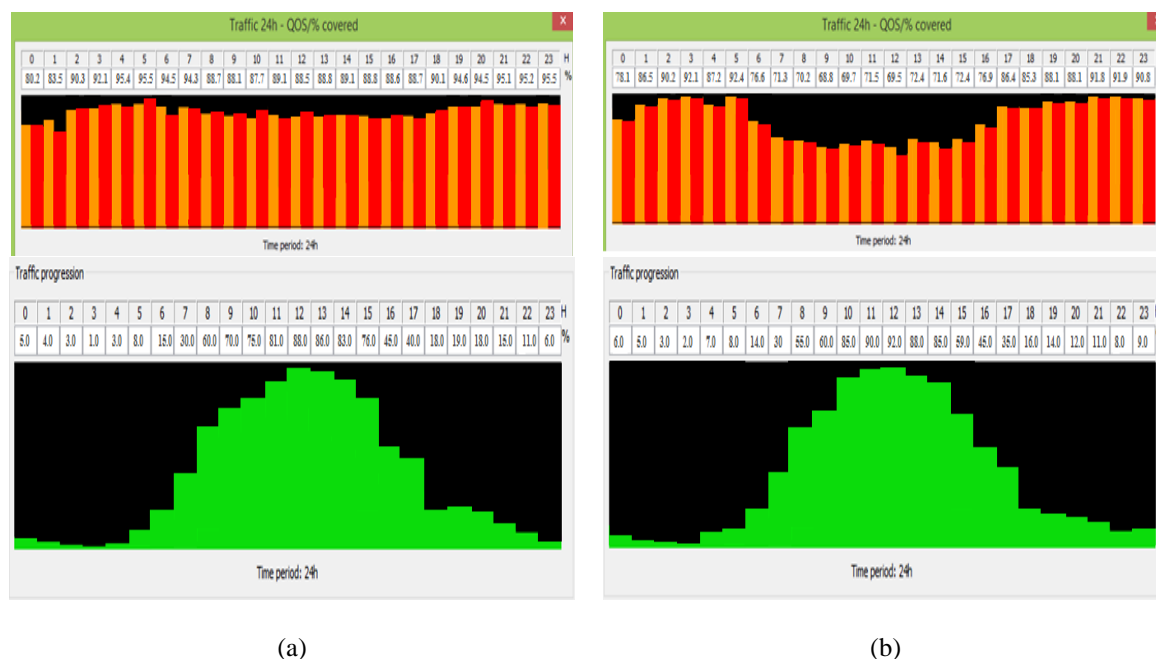 Traffic 24h - QOS/% covered
x
0 1 2 3 4 5 6 7 8 9 10 11 12 13 14 15 16 17 18 19 20 21 22 23 H
80.2 83.5 90.3 92.1 95.4 95.5 94.5 94.3 88.7 88.1 87.7 89.1 88.5 88.8 89.1 88.8 88.6 88.7 90.1 94.6 94.5 95.1 95.2 95.5 %
Time period: 24h
Traffic progression
0 1 2 3 4 5 6 7 8 9 10 11 12 13 14 15 16 17 18 19 20 21 22 23 H
5.0 4.0 3.0 1.0 3.0 8.0 15.0 30.0 60.0 70.0 75.0 81.0 88.0 86.0 83.0 76.0 45.0 40.0 18.0 19.0 18.0 15.0 11.0 6.0 %
Time period: 24h
(a)
Traffic 24h - QOS/% covered
0 1 2 3 4 5 6 7 8 9 10 11 12 13 14 15 16 17 18 19 20 21 22 23
78.1 86.5 90.2 92.1 87.2 92.4 76.6 71.3 70.2 68.8 69.7 71.5 69.5 72.4 71.6 72.4 76.9 86.4 85.3 88.1 88.1 91.8 91.9 90.8
Time period: 24h
Traffic progression
0 1 2 3 4 5 6 7 8 9 10 11 12 13 14 15 16 17 18 19 20 21 22 23
6.0 5.0 3.0 2.0 7.0 8.0 14.0 30 55.0 60.0 85.0 90.0 92.0 88.0 85.0 59.0 45.0 35.0 16.0 14.0 12.0 11.0 8.0 9.0
Time period: 24h
(b)